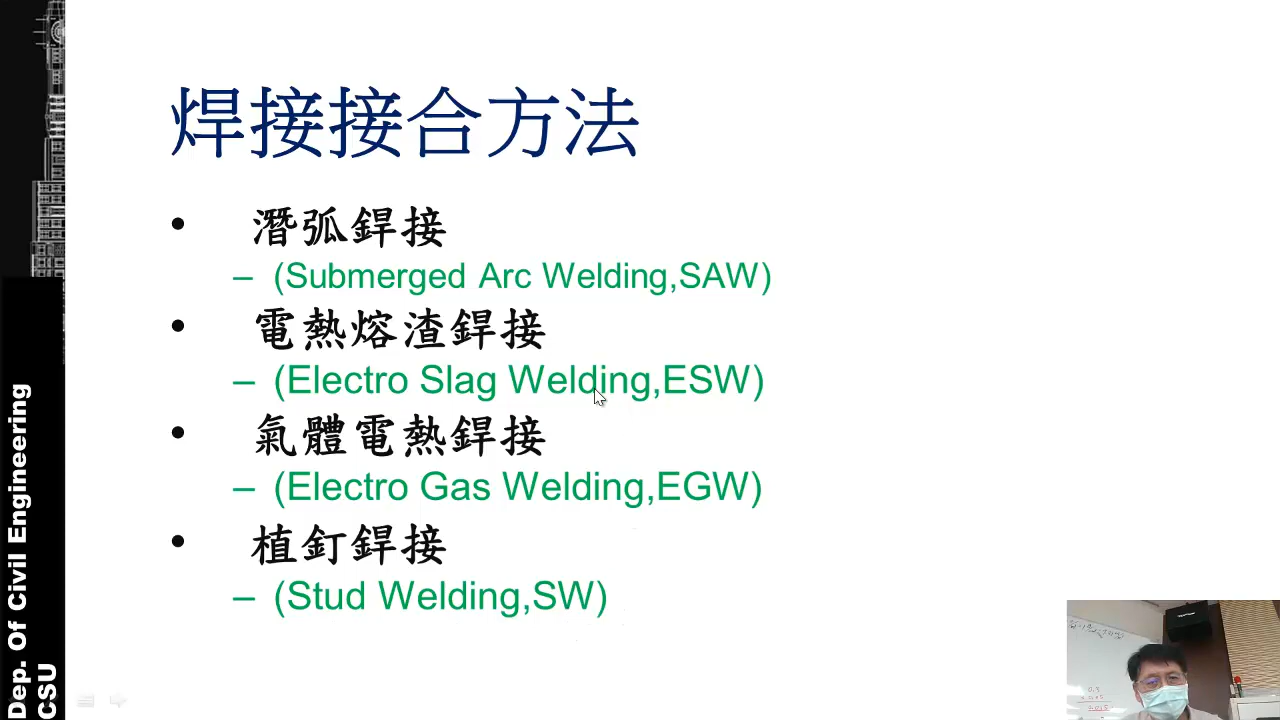 焊接接合方法
• 潛弧銲接
– (Submerged Arc Welding,SAW)
• 電熱熔渣銲接
– (Electro Slag Welding,ESW)
• 氣體電熱銲接
– (Electro Gas Welding,EGW)
• 植釘銲接
– (Stud Welding,SW)
Dep. Of Civil Engineering
CSU